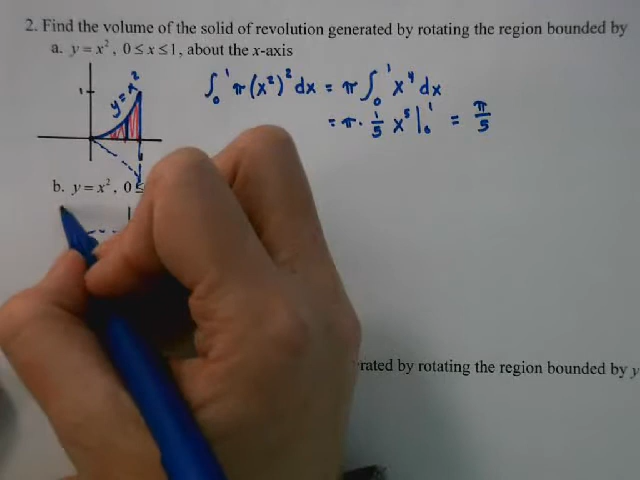 2. Find the volume of the solid of revolution generated by rotating the region bounded by
a. y = x², 0 ≤ x ≤ 1, about the x-axis
∫₀¹ π(x²)² dx = π ∫₀¹ x⁴ dx
= π · 1/5 x⁵ |₀¹ = π/5
1
y = x²
b. y = x², 0 ≤
rated by rotating the region bounded by y